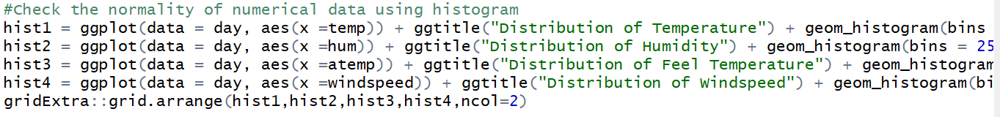 #Check the normality of numerical data using histogram
hist1 = ggplot(data = day, aes(x =temp)) + ggtitle("Distribution of Temperature") + geom_histogram(bins
hist2 = ggplot(data = day, aes(x =hum)) + ggtitle("Distribution of Humidity") + geom_histogram(bins = 25
hist3 = ggplot(data = day, aes(x =atemp)) + ggtitle("Distribution of Feel Temperature") + geom_histogram
hist4 = ggplot(data = day, aes(x =windspeed)) + ggtitle("Distribution of Windspeed") + geom_histogram(bi
gridExtra::grid.arrange(hist1,hist2,hist3,hist4,ncol=2)